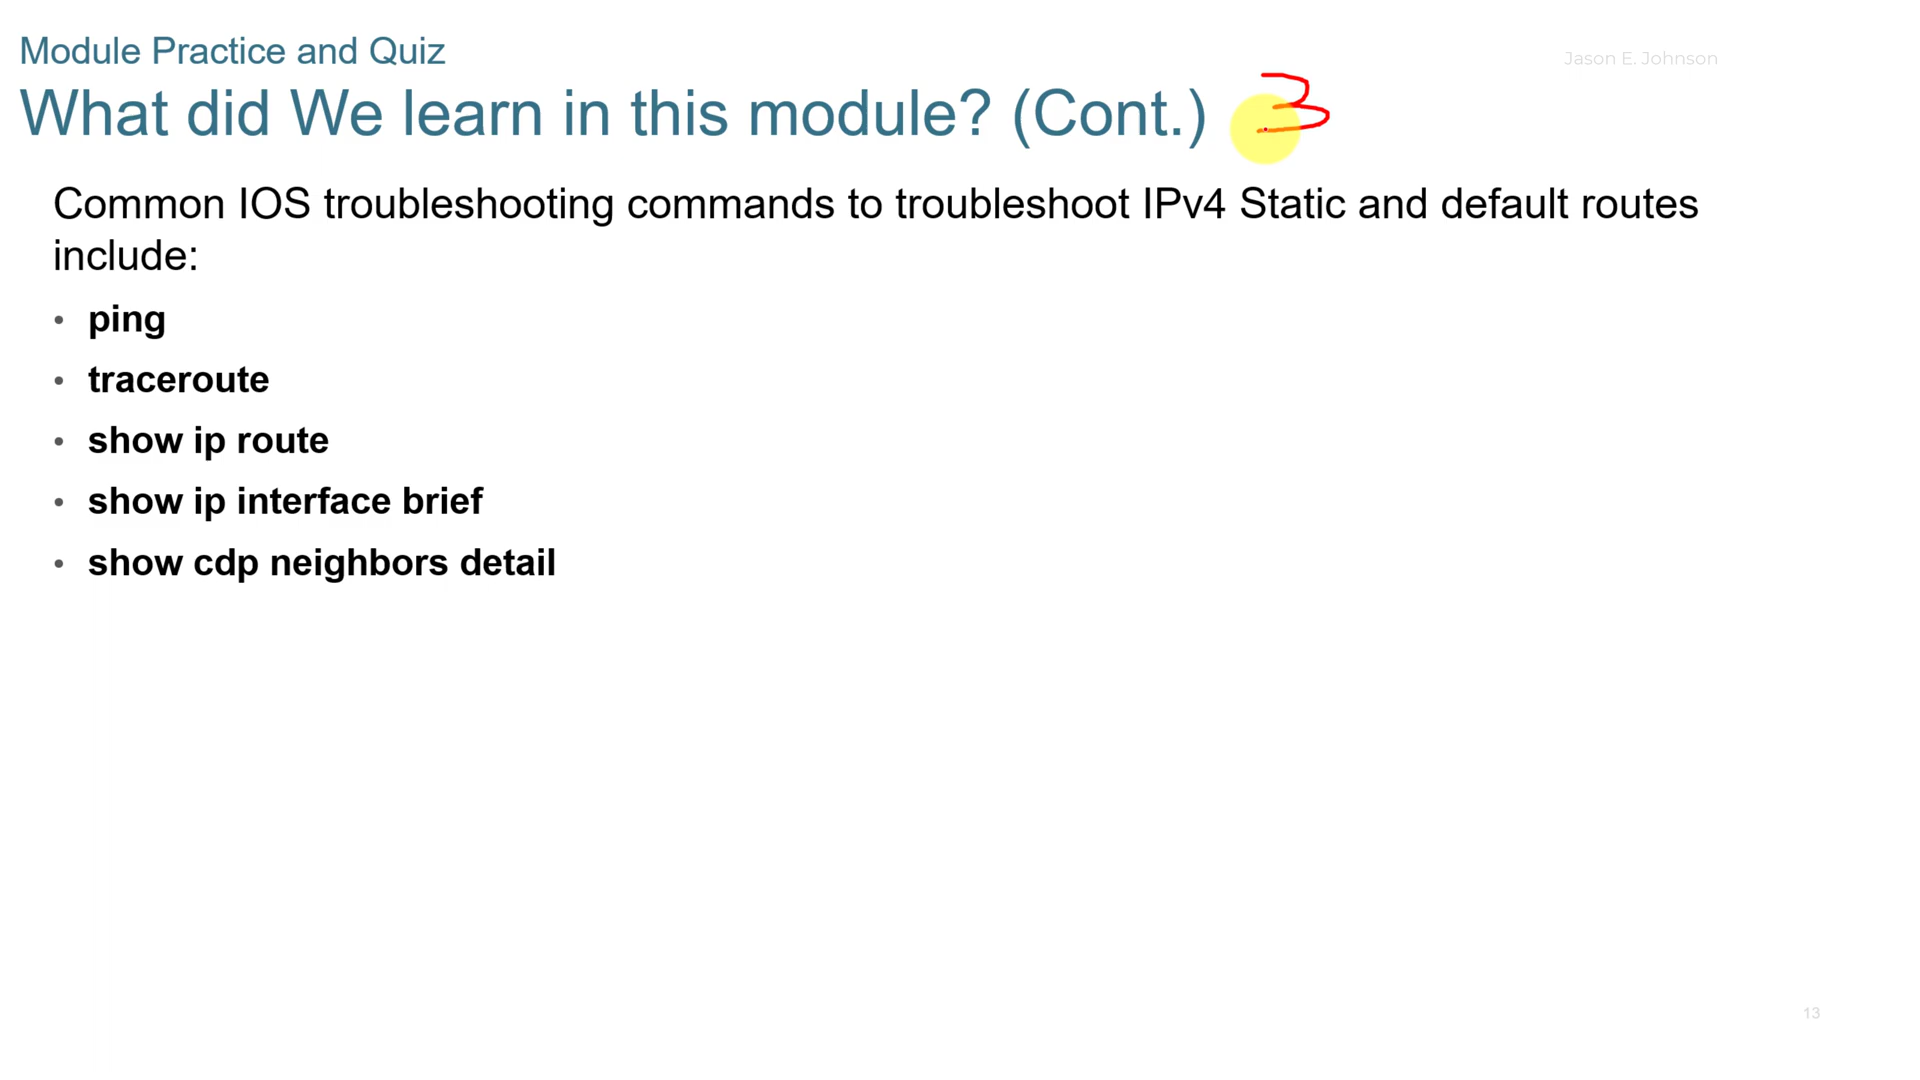 Module Practice and Quiz
Jason E. Johnson
What did We learn in this module? (Cont.) 3
Common IOS troubleshooting commands to troubleshoot IPv4 Static and default routes
include:
• ping
• traceroute
• show ip route
• show ip interface brief
• show cdp neighbors detail
13